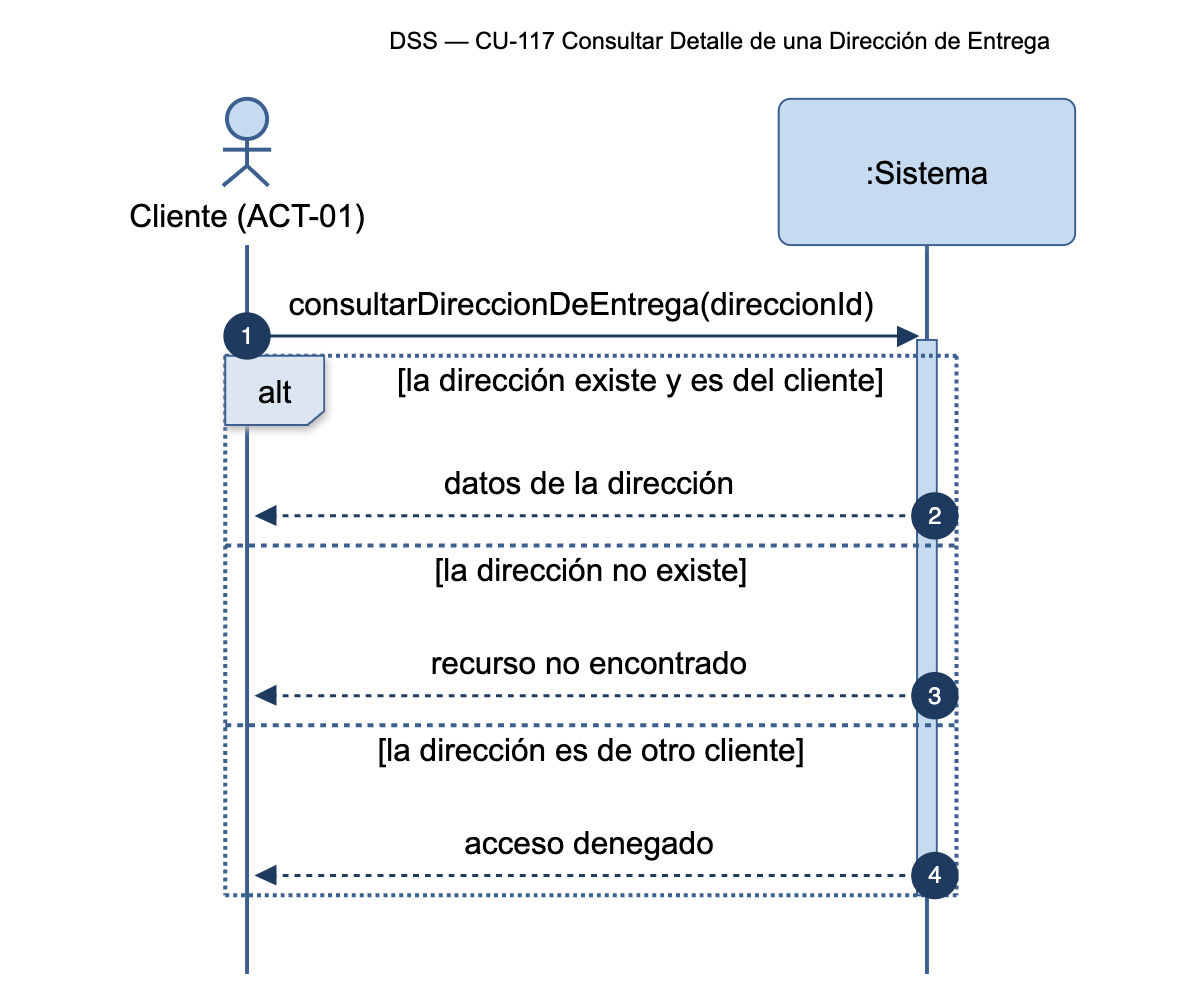 DSS — CU-117 Consultar Detalle de una Dirección de Entrega
Cliente (ACT-01)
:Sistema
consultarDireccionDeEntrega(direccionId)
1
alt
[la dirección existe y es del cliente]
datos de la dirección
2
[la dirección no existe]
recurso no encontrado
3
[la dirección es de otro cliente]
acceso denegado
4